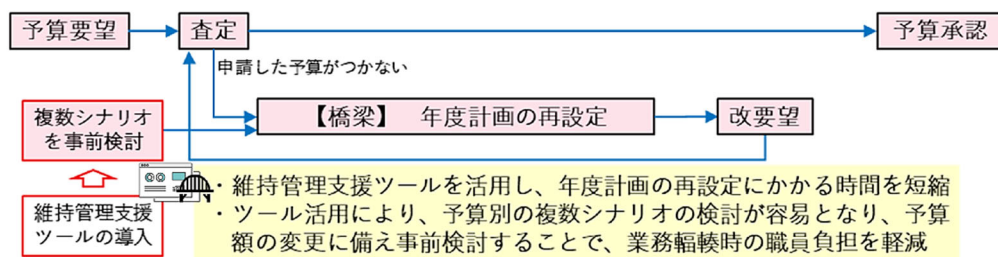 予算要望
査定
予算承認
申請した予算がつかない
複数シナリオ
を事前検討
【橋梁】 年度計画の再設定
改要望
維持管理支援
ツールの導入
・維持管理支援ツールを活用し、年度計画の再設定にかかる時間を短縮
・ツール活用により、予算別の複数シナリオの検討が容易となり、予算
額の変更に備え事前検討することで、業務輻輳時の職員負担を軽減